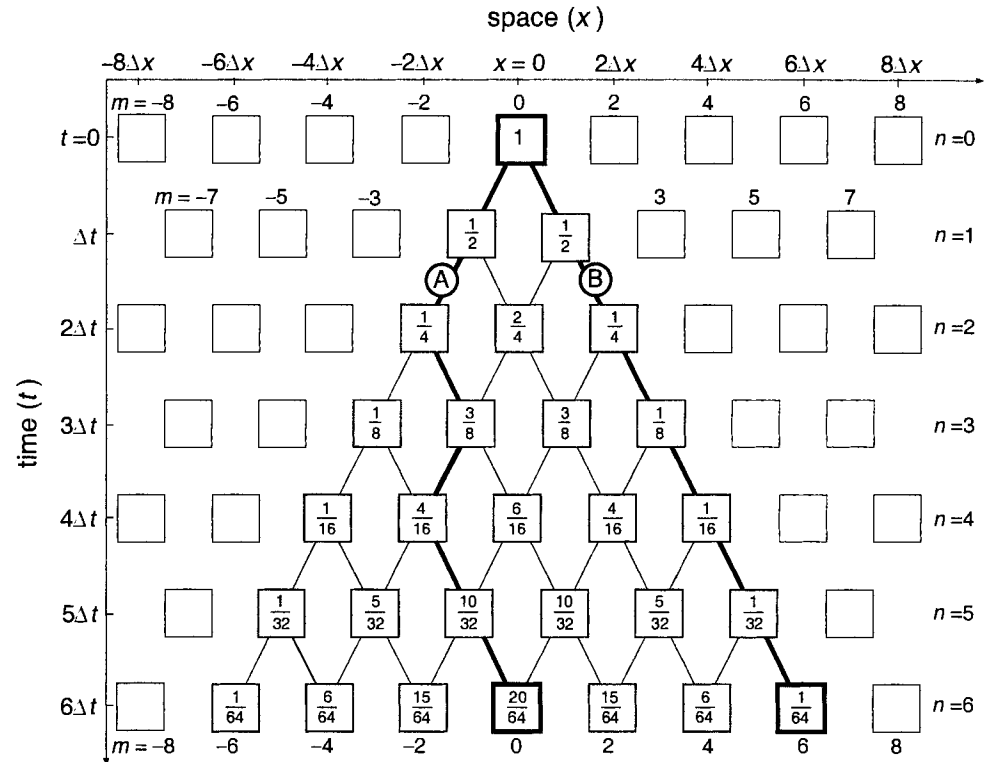 space (x)
−8Δx −6Δx −4Δx −2Δx x = 0 2Δx 4Δx 6Δx 8Δx
m = −8 −6 −4 −2 0 2 4 6 8
t =0 1 n=0
m = −7 −5 −3 3 5 7
Δt 1/2 1/2 n=1
A B
2Δt 1/4 2/4 1/4 n=2
time (t)
3Δt 1/8 3/8 3/8 1/8 n=3
4Δt 1/16 4/16 6/16 4/16 1/16 n=4
5Δt 1/32 5/32 10/32 10/32 5/32 1/32 n=5
6Δt 1/64 6/64 15/64 20/64 15/64 6/64 1/64 n=6
m = −8 −6 −4 −2 0 2 4 6 8